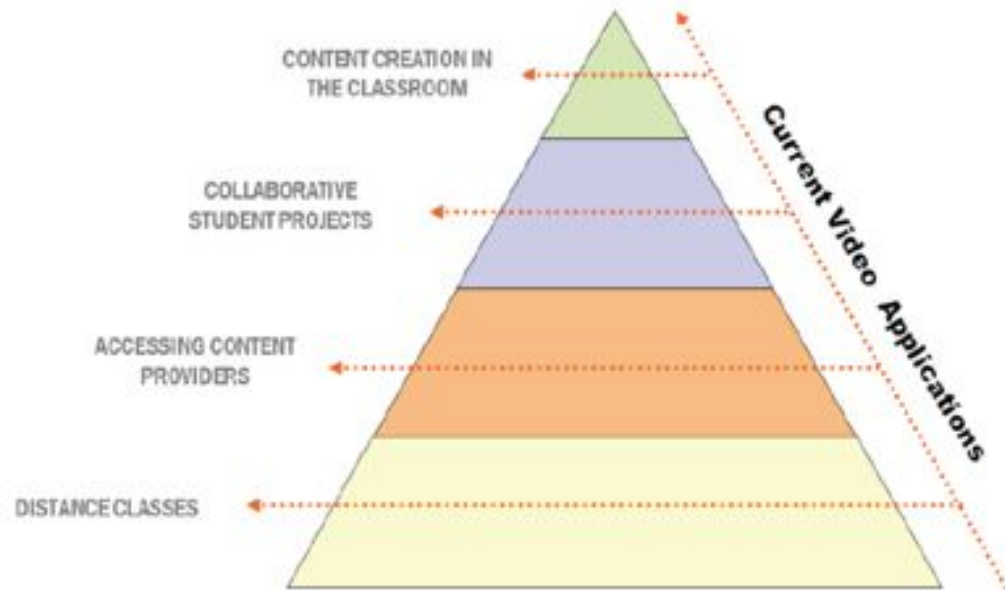 CONTENT CREATION IN
THE CLASSROOM
COLLABORATIVE
STUDENT PROJECTS
ACCESSING CONTENT
PROVIDERS
DISTANCE CLASSES
Current Video Applications